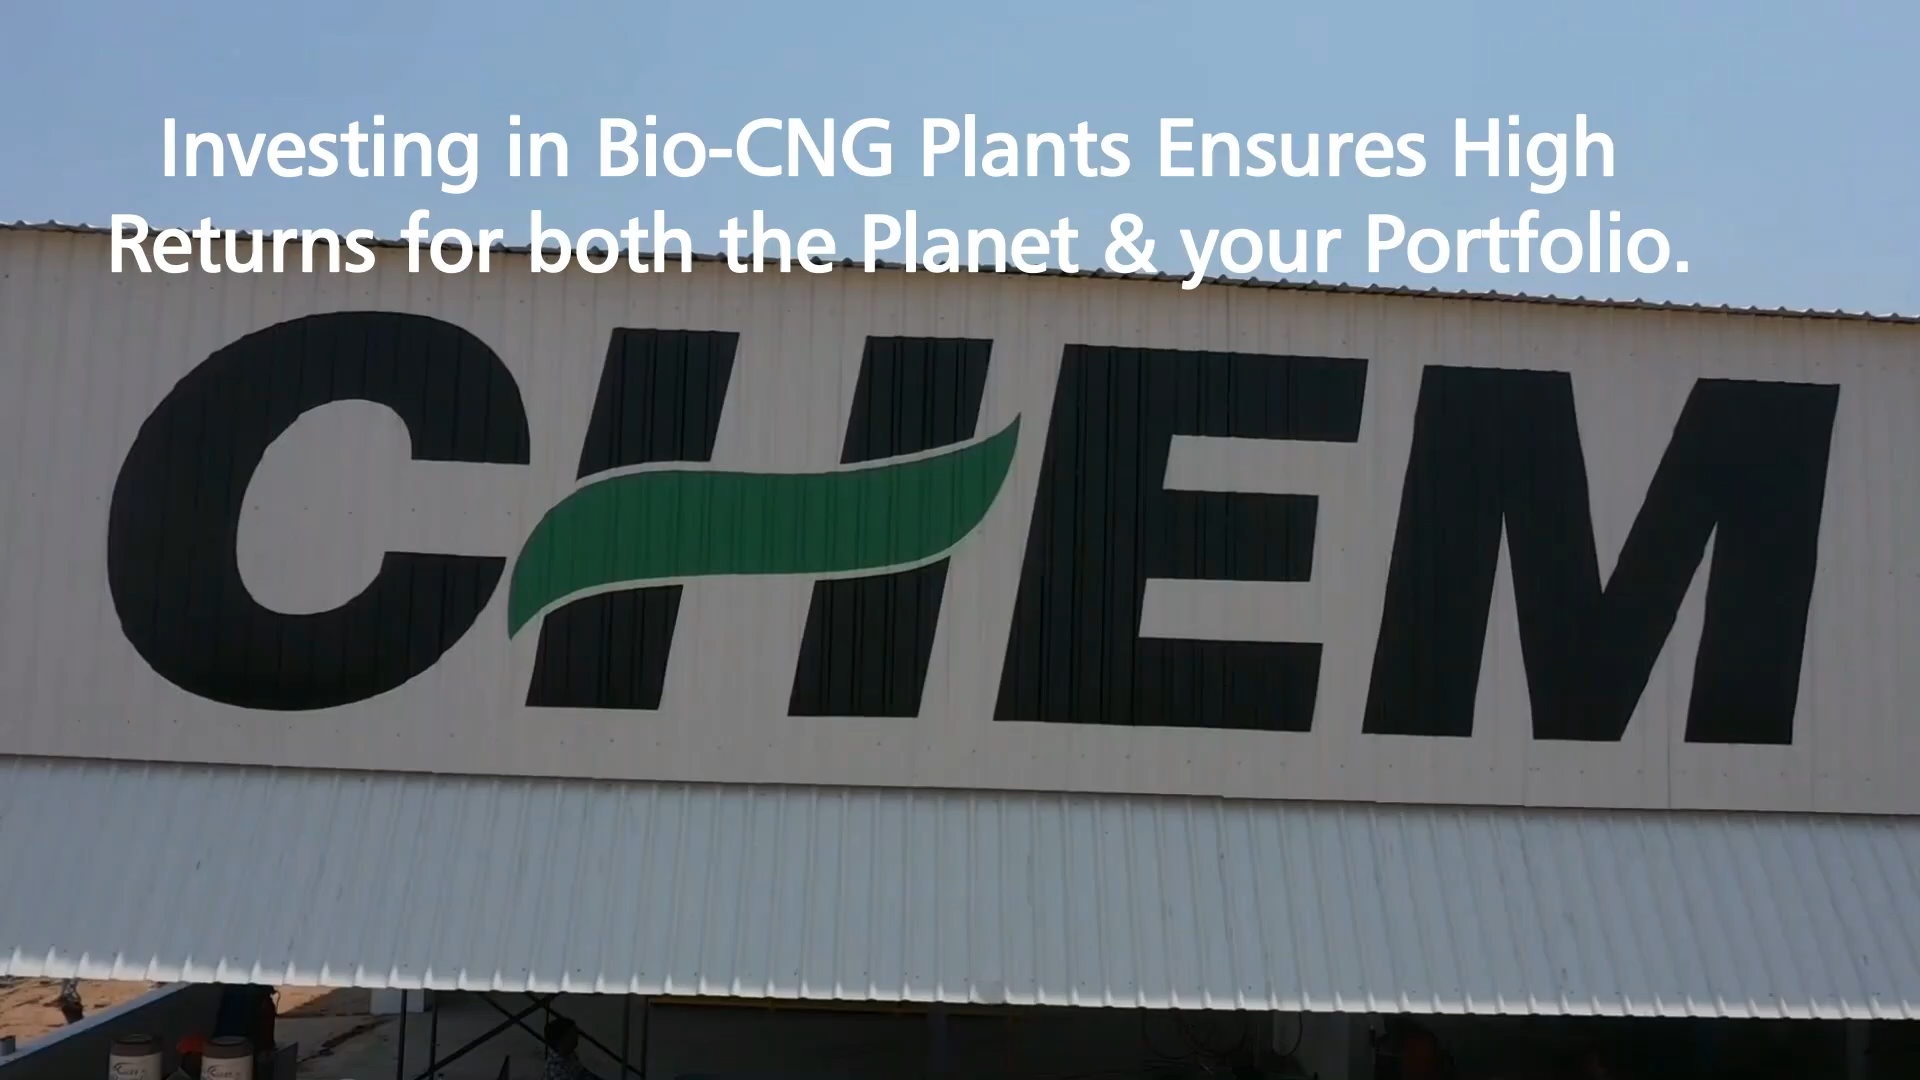 Investing in Bio-CNG Plants Ensures High
Returns for both the Planet & your Portfolio.
CHEM